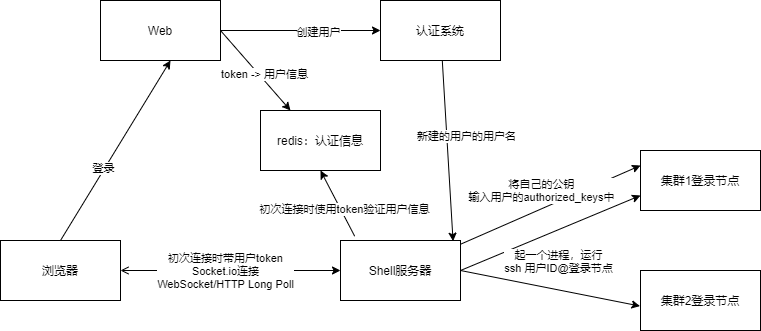 Web
创建用户
认证系统
token -> 用户信息
redis：认证信息
新建的用户的用户名
登录
将自己的公钥
输入用户的authorized_keys中
集群1登录节点
初次连接时使用token验证用户信息
浏览器
初次连接时带用户token
Socket.io连接
WebSocket/HTTP Long Poll
Shell服务器
起一个进程，运行
ssh 用户ID@登录节点
集群2登录节点